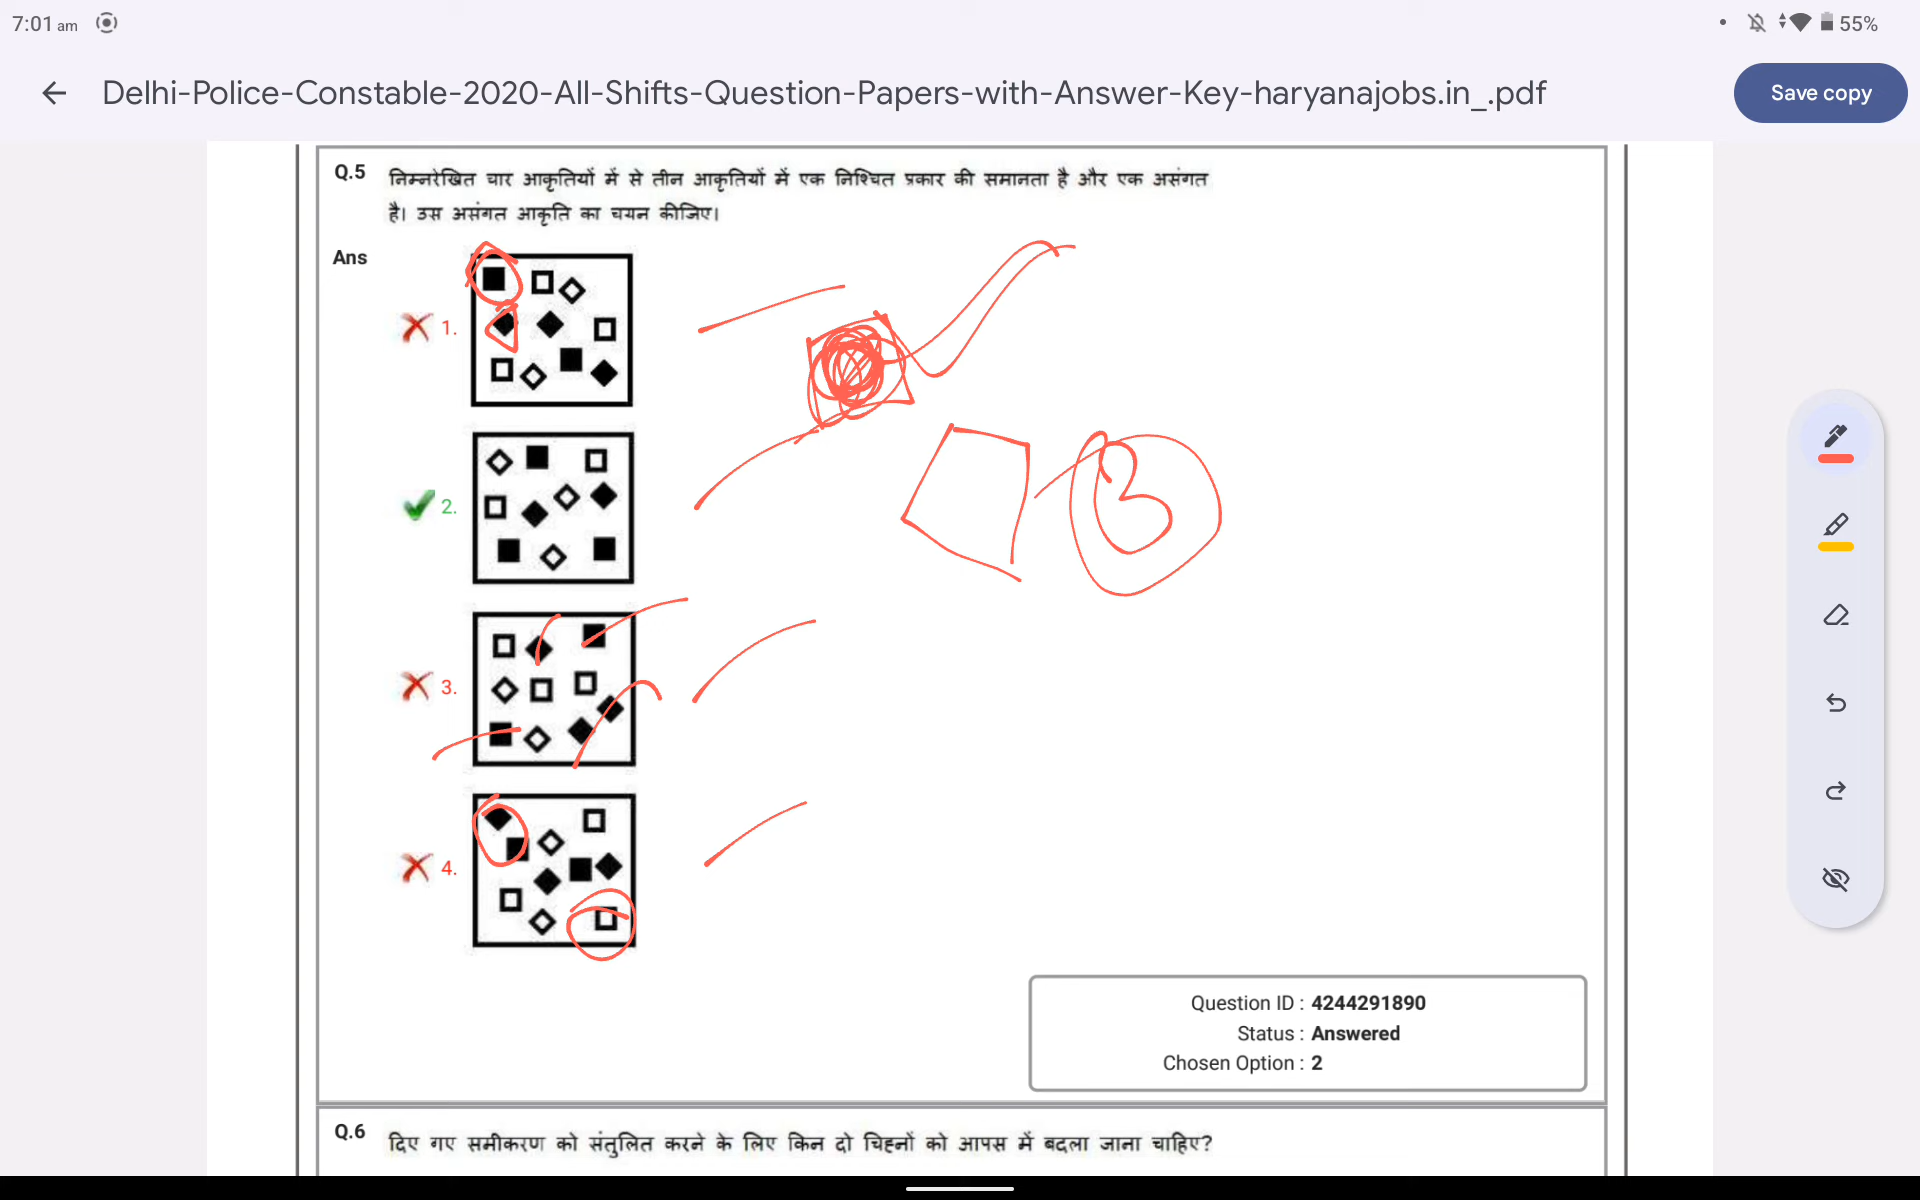 7:01 am
55%
Delhi-Police-Constable-2020-All-Shifts-Question-Papers-with-Answer-Key-haryanajobs.in_.pdf
Save copy
Q.5 निम्नरेखित चार आकृतियों में से तीन आकृतियों में एक निश्चित प्रकार की समानता है और एक असंगत
है। उस असंगत आकृति का चयन कीजिए।
Ans
1.
2.
3.
4.
3
Question ID : 4244291890
Status : Answered
Chosen Option : 2
Q.6 दिए गए समीकरण को संतुलित करने के लिए किन दो चिह्नों को आपस में बदला जाना चाहिए?